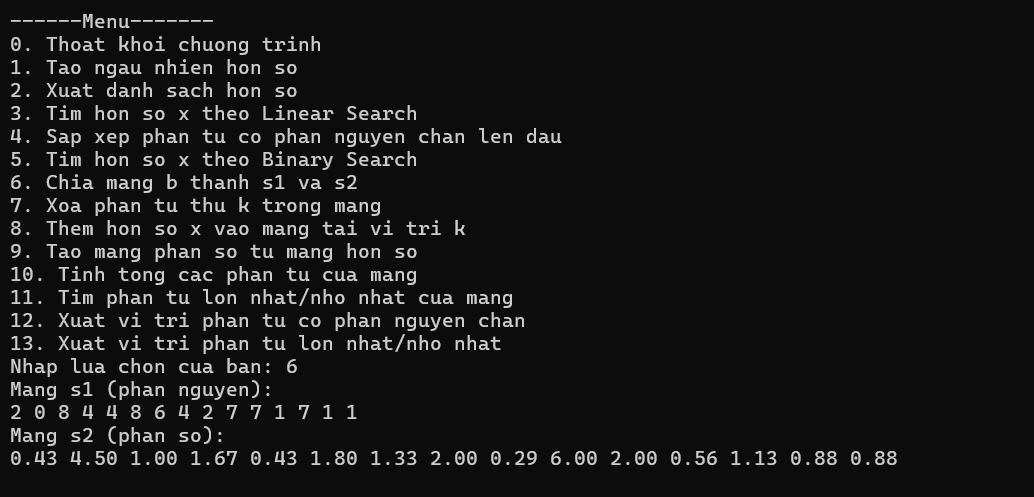 ------Menu-------
0. Thoat khoi chuong trinh
1. Tao ngau nhien hon so
2. Xuat danh sach hon so
3. Tim hon so x theo Linear Search
4. Sap xep phan tu co phan nguyen chan len dau
5. Tim hon so x theo Binary Search
6. Chia mang b thanh s1 va s2
7. Xoa phan tu thu k trong mang
8. Them hon so x vao mang tai vi tri k
9. Tao mang phan so tu mang hon so
10. Tinh tong cac phan tu cua mang
11. Tim phan tu lon nhat/nho nhat cua mang
12. Xuat vi tri phan tu co phan nguyen chan
13. Xuat vi tri phan tu lon nhat/nho nhat
Nhap lua chon cua ban: 6
Mang s1 (phan nguyen):
2 0 8 4 4 8 6 4 2 7 7 1 7 1 1
Mang s2 (phan so):
0.43 4.50 1.00 1.67 0.43 1.80 1.33 2.00 0.29 6.00 2.00 0.56 1.13 0.88 0.88